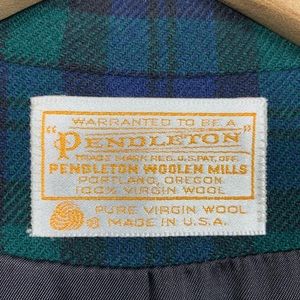 WARRANTED TO BE A
"PENDLETON"
TRADE MARK REG. U.S. PAT. OFF.
PENDLETON WOOLEN MILLS
PORTLAND, OREGON
100% VIRGIN WOOL
PURE VIRGIN WOOL
® MADE IN U.S.A.